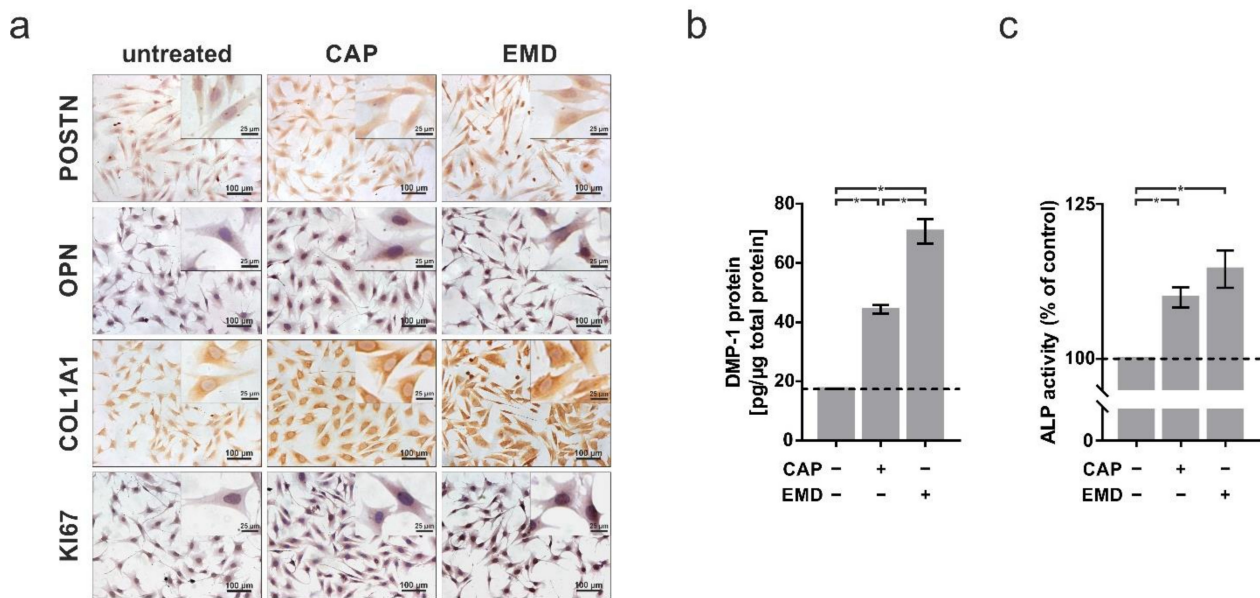 a
untreated CAP EMD
POSTN
25 µm 25 µm 25 µm
100 µm 100 µm 100 µm
OPN
25 µm 25 µm 25 µm
100 µm 100 µm 100 µm
COL1A1
25 µm 25 µm 25 µm
100 µm 100 µm 100 µm
KI67
25 µm 25 µm 25 µm
100 µm 100 µm 100 µm
b
DMP-1 protein
[pg/µg total protein]
80
60
40
20
0
*
* *
CAP − + −
EMD − − +
c
ALP activity (% of control)
125
100
0
*
*
CAP − + −
EMD − − +